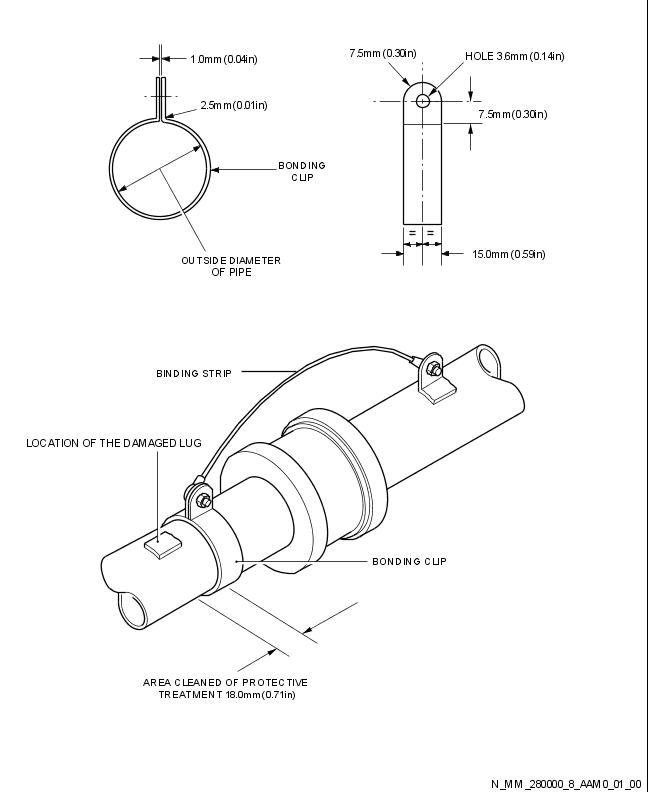 1.0mm (0.04in)
2.5mm (0.01in)
BONDING
CLIP
OUTSIDE DIAMETER
OF PIPE
7.5mm (0.30in)
HOLE 3.6mm (0.14in)
7.5mm (0.30in)
= =
15.0mm (0.59in)
BINDING STRIP
LOCATION OF THE DAMAGED LUG
BONDING CLIP
AREA CLEANED OF PROTECTIVE
TREATMENT 18.0mm (0.71in)
N_MM_280000_8_AAM0_01_00